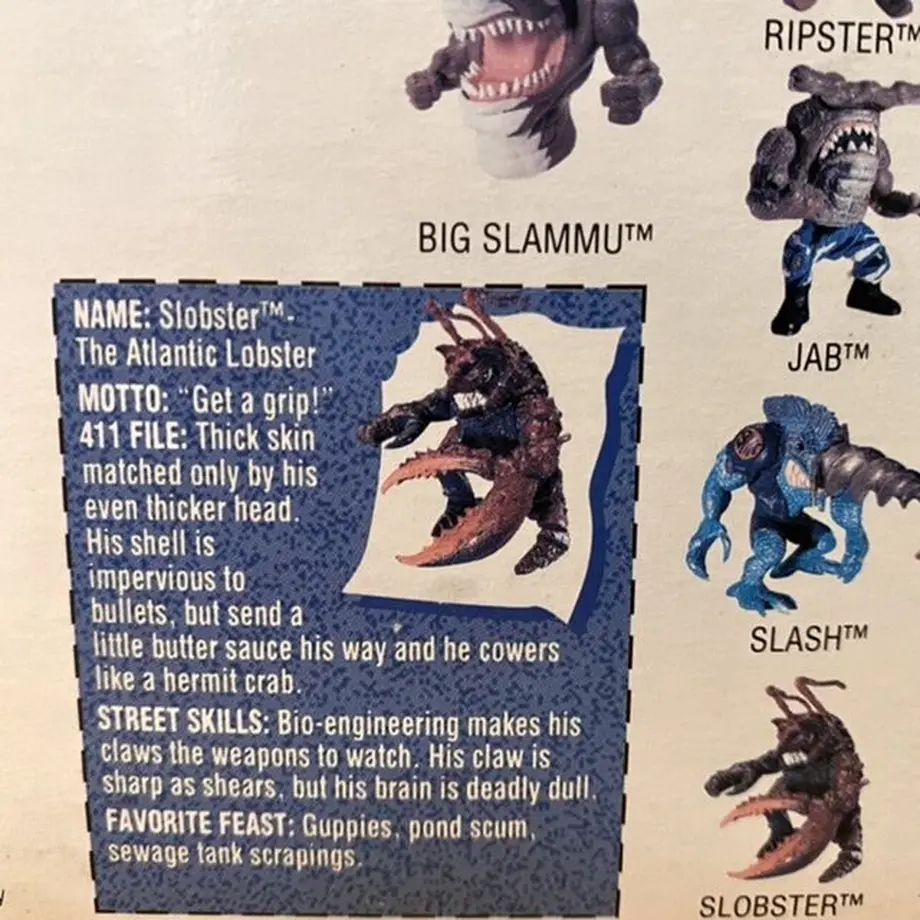 RIPSTER™
BIG SLAMMU™
JAB™
NAME: Slobster™-
The Atlantic Lobster
MOTTO: “Get a grip!”
411 FILE: Thick skin
matched only by his
even thicker head.
His shell is
impervious to
bullets, but send a
little butter sauce his way and he cowers
like a hermit crab.
STREET SKILLS: Bio-engineering makes his
claws the weapons to watch. His claw is
sharp as shears, but his brain is deadly dull.
FAVORITE FEAST: Guppies, pond scum,
sewage tank scrapings.
SLASH™
SLOBSTER™